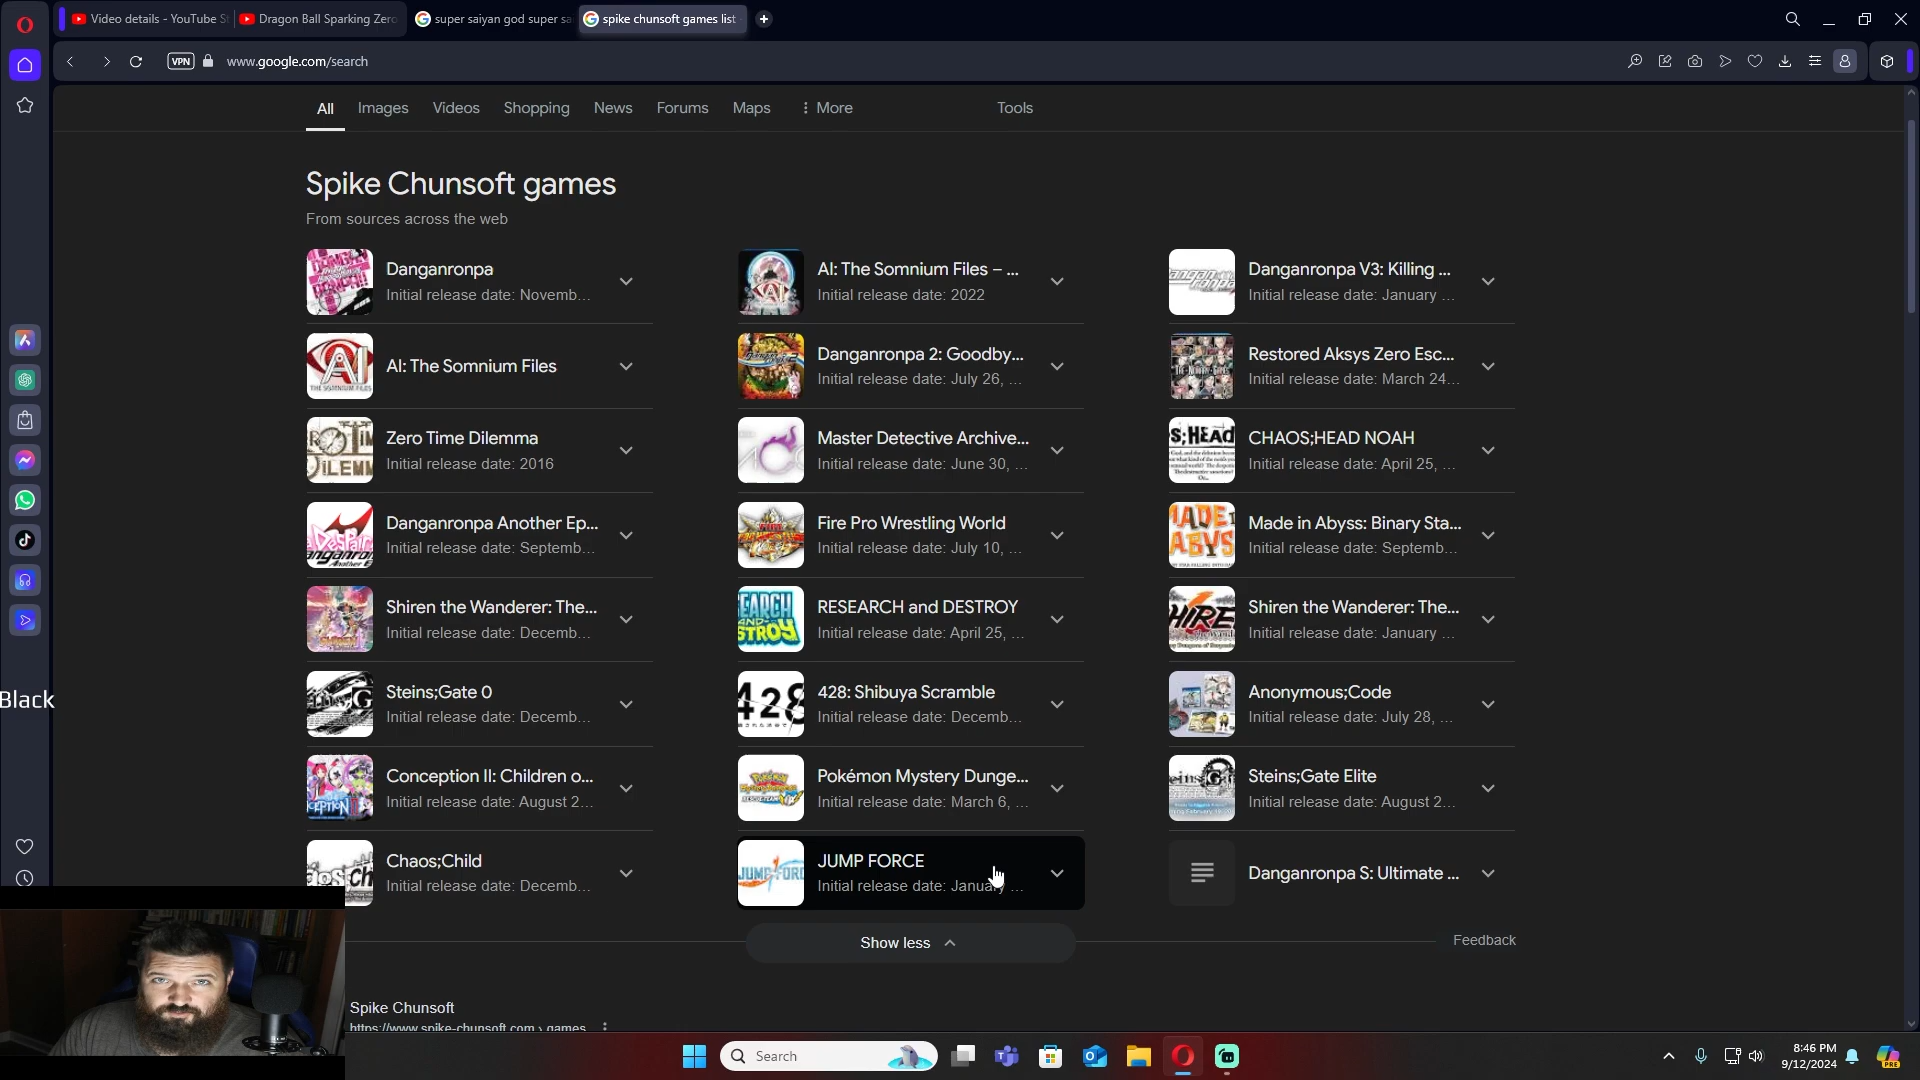 Video details - YouTube S
Dragon Ball Sparking Zero
super saiyan god super sa
spike chunsoft games list
VPN
www.google.com/search
All
Images
Videos
Shopping
News
Forums
Maps
More
Tools
Spike Chunsoft games
From sources across the web
Danganronpa
Initial release date: Novemb...
AI: The Somnium Files – ...
Initial release date: 2022
Danganronpa V3: Killing ...
Initial release date: January ...
AI: The Somnium Files
Danganronpa 2: Goodby...
Initial release date: July 26, ...
Restored Aksys Zero Esc...
Initial release date: March 24...
Zero Time Dilemma
Initial release date: 2016
Master Detective Archive...
Initial release date: June 30, ...
CHAOS;HEAD NOAH
Initial release date: April 25, ...
Danganronpa Another Ep...
Initial release date: Septemb...
Fire Pro Wrestling World
Initial release date: July 10, ...
Made in Abyss: Binary Sta...
Initial release date: Septemb...
Shiren the Wanderer: The...
Initial release date: Decemb...
RESEARCH and DESTROY
Initial release date: April 25, ...
Shiren the Wanderer: The...
Initial release date: January ...
Steins;Gate 0
Initial release date: Decemb...
428: Shibuya Scramble
Initial release date: Decemb...
Anonymous;Code
Initial release date: July 28, ...
Black
Conception II: Children o...
Initial release date: August 2...
Pokémon Mystery Dunge...
Initial release date: March 6, ...
Steins;Gate Elite
Initial release date: August 2...
Chaos;Child
Initial release date: Decemb...
JUMP FORCE
Initial release date: January ...
Danganronpa S: Ultimate ...
Show less
Feedback
Spike Chunsoft
https://www.spike-chunsoft.com › games
Search
8:46 PM
9/12/2024